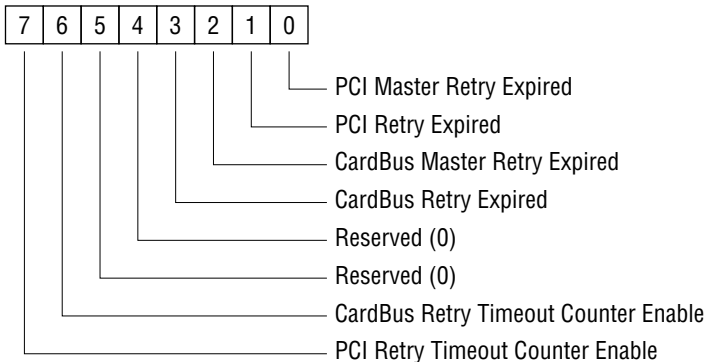 7 6 5 4 3 2 1 0
PCI Master Retry Expired
PCI Retry Expired
CardBus Master Retry Expired
CardBus Retry Expired
Reserved (0)
Reserved (0)
CardBus Retry Timeout Counter Enable
PCI Retry Timeout Counter Enable